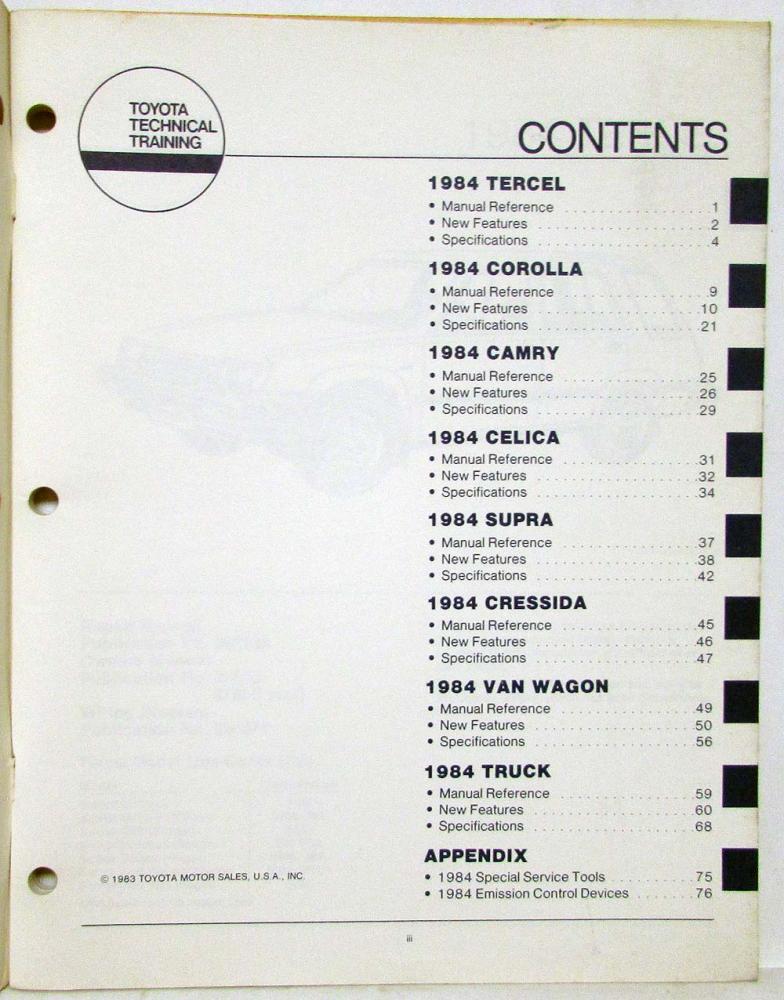 TOYOTA
TECHNICAL
TRAINING
CONTENTS
1984 TERCEL
• Manual Reference . . . . . . . . . . . . . . . . . . 1
• New Features . . . . . . . . . . . . . . . . . . 2
• Specifications . . . . . . . . . . . . . . . . . . 4
1984 COROLLA
• Manual Reference . . . . . . . . . . . . . . . . . . 9
• New Features . . . . . . . . . . . . . . . . . . 10
• Specifications . . . . . . . . . . . . . . . . . . 21
1984 CAMRY
• Manual Reference . . . . . . . . . . . . . . . . . . 25
• New Features . . . . . . . . . . . . . . . . . . 26
• Specifications . . . . . . . . . . . . . . . . . . 29
1984 CELICA
• Manual Reference . . . . . . . . . . . . . . . . . . 31
• New Features . . . . . . . . . . . . . . . . . . 32
• Specifications . . . . . . . . . . . . . . . . . . 34
1984 SUPRA
• Manual Reference . . . . . . . . . . . . . . . . . . 37
• New Features . . . . . . . . . . . . . . . . . . 38
• Specifications . . . . . . . . . . . . . . . . . . 42
1984 CRESSIDA
• Manual Reference . . . . . . . . . . . . . . . . . . 45
• New Features . . . . . . . . . . . . . . . . . . 46
• Specifications . . . . . . . . . . . . . . . . . . 47
1984 VAN WAGON
• Manual Reference . . . . . . . . . . . . . . . . . . 49
• New Features . . . . . . . . . . . . . . . . . . 50
• Specifications . . . . . . . . . . . . . . . . . . 56
1984 TRUCK
• Manual Reference . . . . . . . . . . . . . . . . . . 59
• New Features . . . . . . . . . . . . . . . . . . 60
• Specifications . . . . . . . . . . . . . . . . . . 68
APPENDIX
• 1984 Special Service Tools . . . . . . . . . . 75
• 1984 Emission Control Devices . . . . . . . . 76
© 1983 TOYOTA MOTOR SALES, U.S.A., INC.
iii